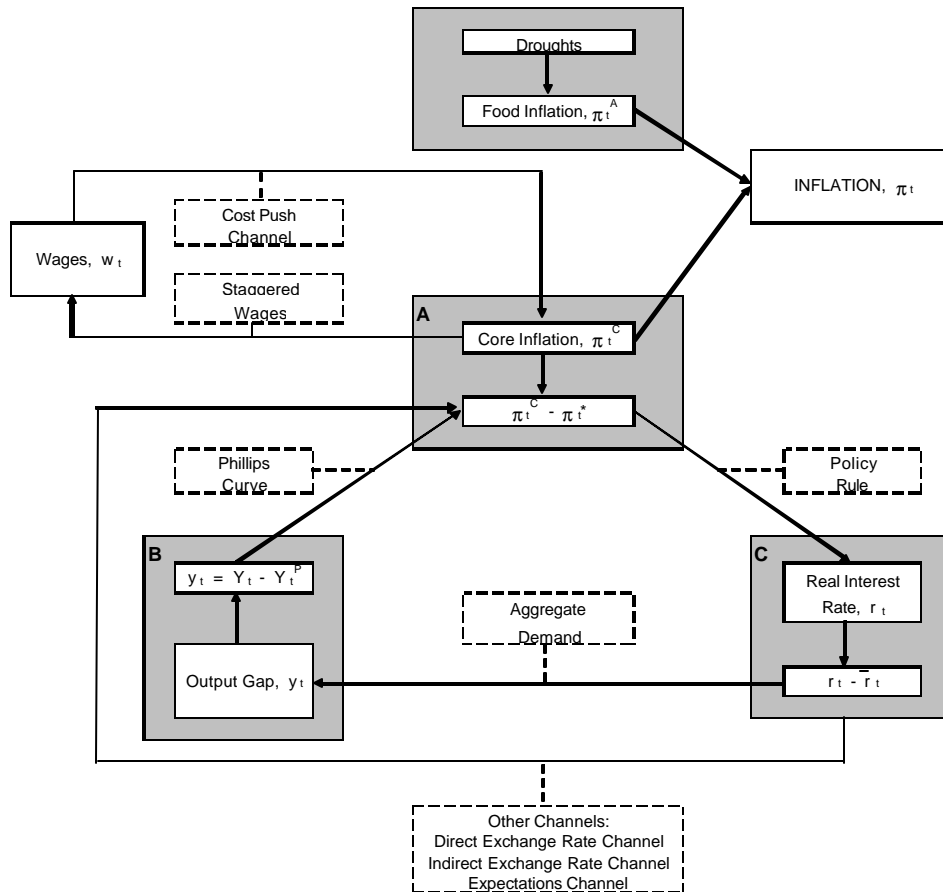 Droughts
Food Inflation, π t A
INFLATION, π t
Cost Push
Channel
Wages, w t
Staggered
Wages
A
Core Inflation, π t C
π t C - π t*
Phillips
Curve
Policy
Rule
B
y t = Y t - Y t P
C
Real Interest
Rate, r t
Aggregate
Demand
Output Gap, y t
r t - r̅ t
Other Channels:
Direct Exchange Rate Channel
Indirect Exchange Rate Channel
Expectations Channel